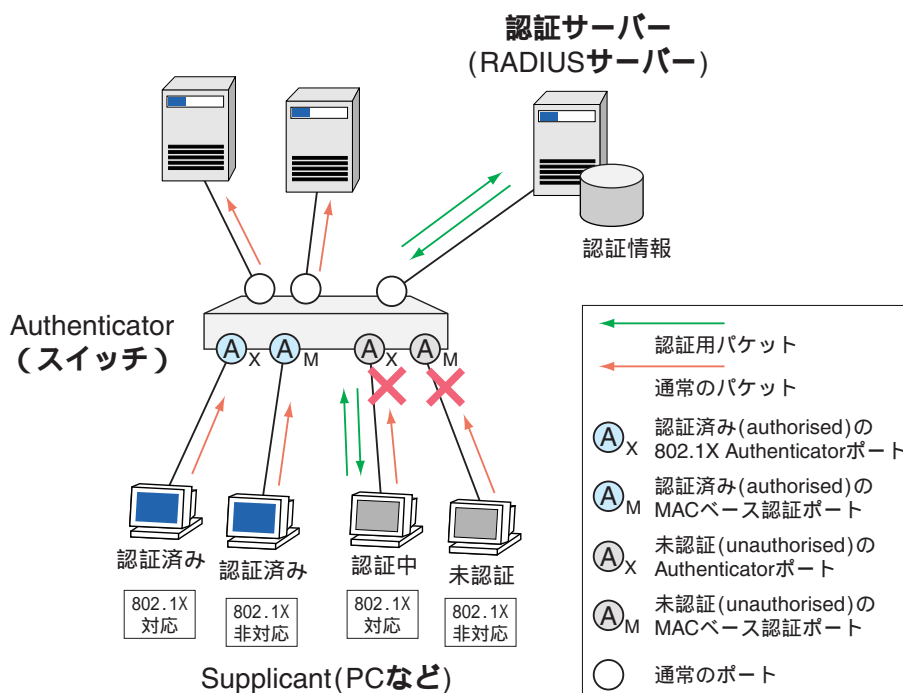 認証サーバー
(RADIUSサーバー)
認証情報
Authenticator
(スイッチ)
A X
A M
A X
A M
認証済み
認証済み
認証中
未認証
802.1X
対応
802.1X
非対応
802.1X
対応
802.1X
非対応
Supplicant(PCなど)
認証用パケット
通常のパケット
A X 認証済み(authorised)の
802.1X Authenticatorポート
A M 認証済み(authorised)の
MACベース認証ポート
A X 未認証(unauthorised)の
Authenticatorポート
A M 未認証(unauthorised)の
MACベース認証ポート
通常のポート